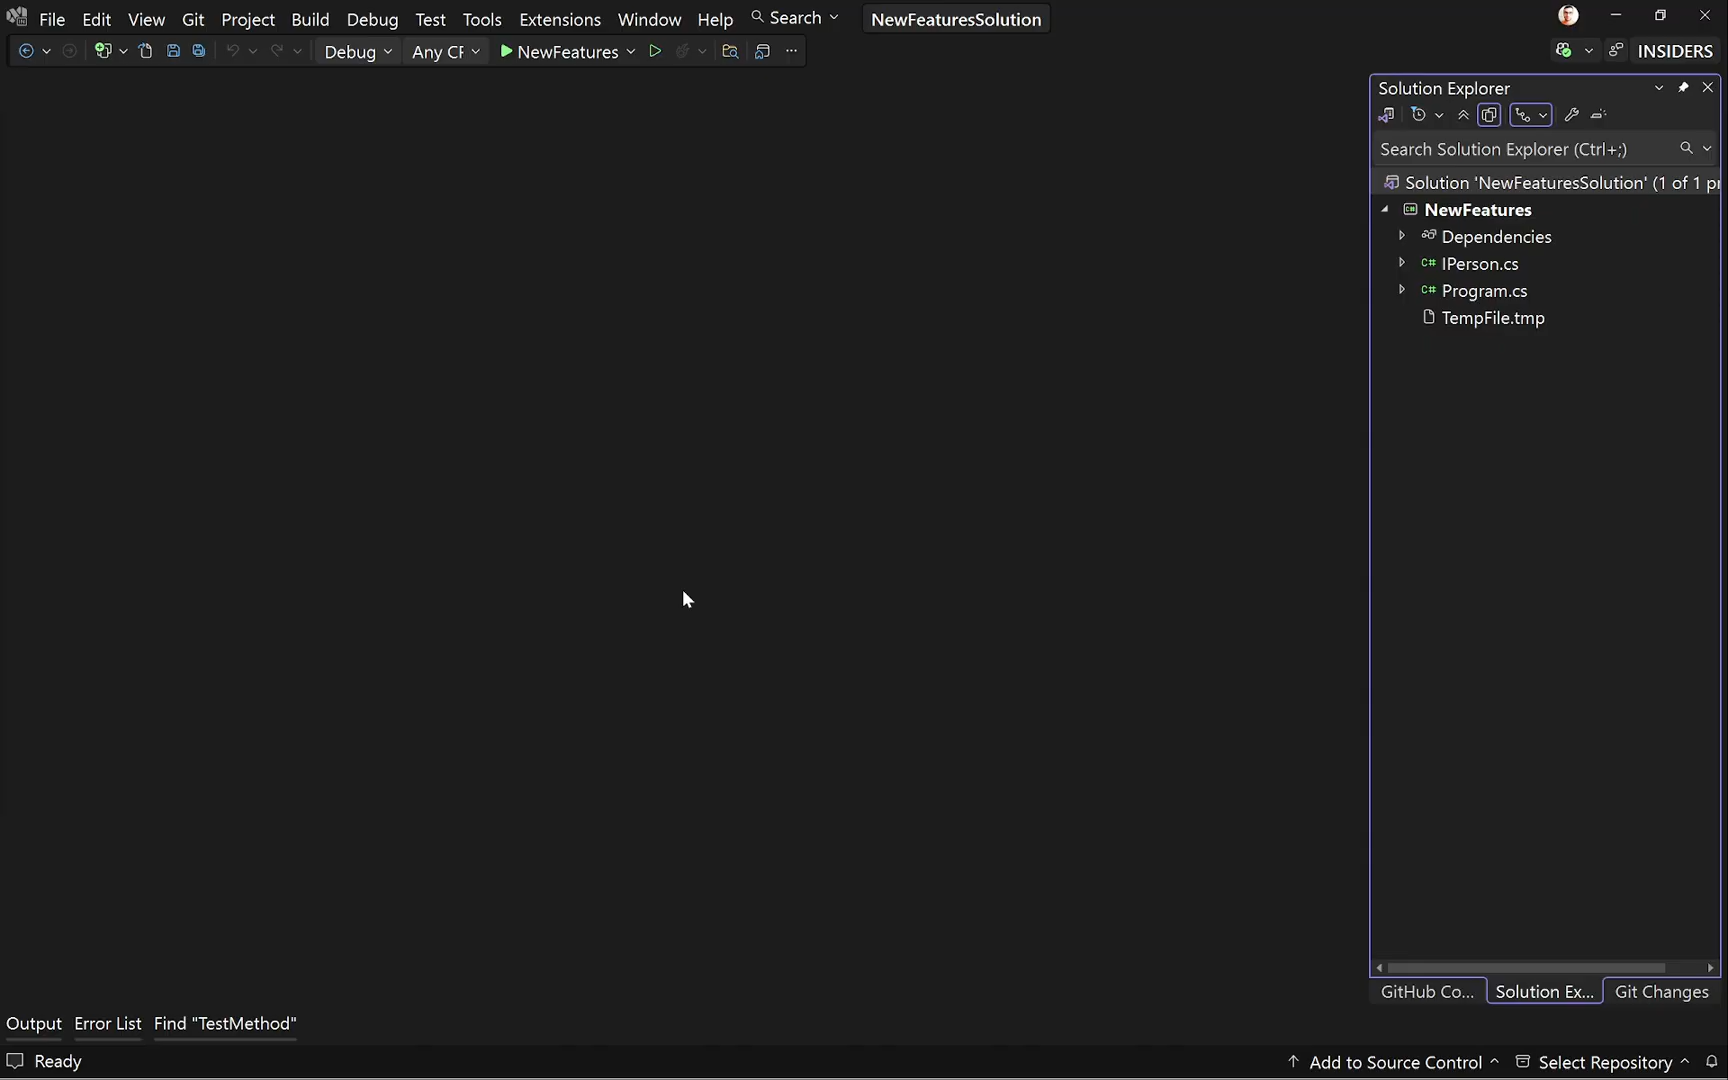 File Edit View Git Project Build Debug Test Tools Extensions Window Help Search NewFeaturesSolution
Debug Any CF NewFeatures INSIDERS
Solution Explorer
Search Solution Explorer (Ctrl+;)
Solution 'NewFeaturesSolution' (1 of 1 pr
NewFeatures
Dependencies
C# IPerson.cs
C# Program.cs
TempFile.tmp
GitHub Co... Solution Ex... Git Changes
Output Error List Find "TestMethod"
Ready Add to Source Control Select Repository